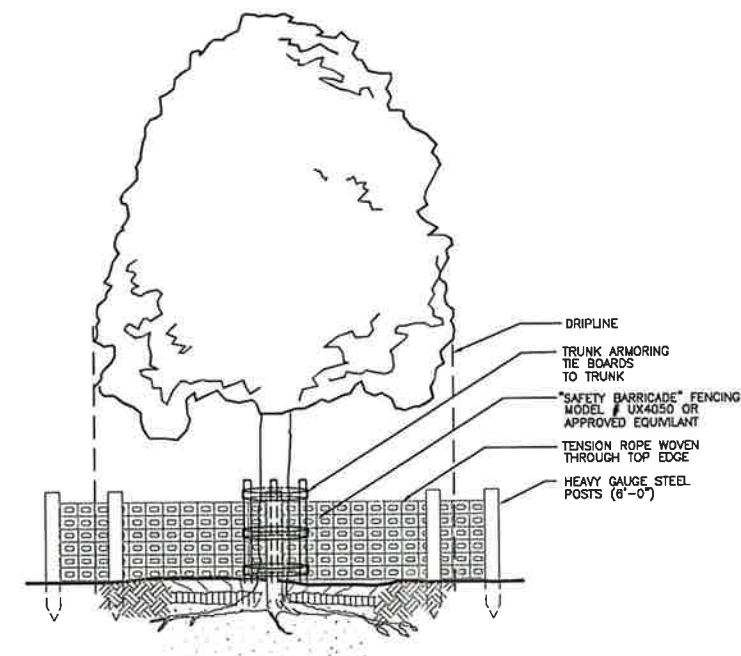 DRIPLINE
TRUNK ARMORING
TIE BOARDS
TO TRUNK
"SAFETY BARRICADE" FENCING
MODEL # UX4050 OR
APPROVED EQUIVILANT
TENSION ROPE WOVEN
THROUGH TOP EDGE
HEAVY GAUGE STEEL
POSTS (6'-0")